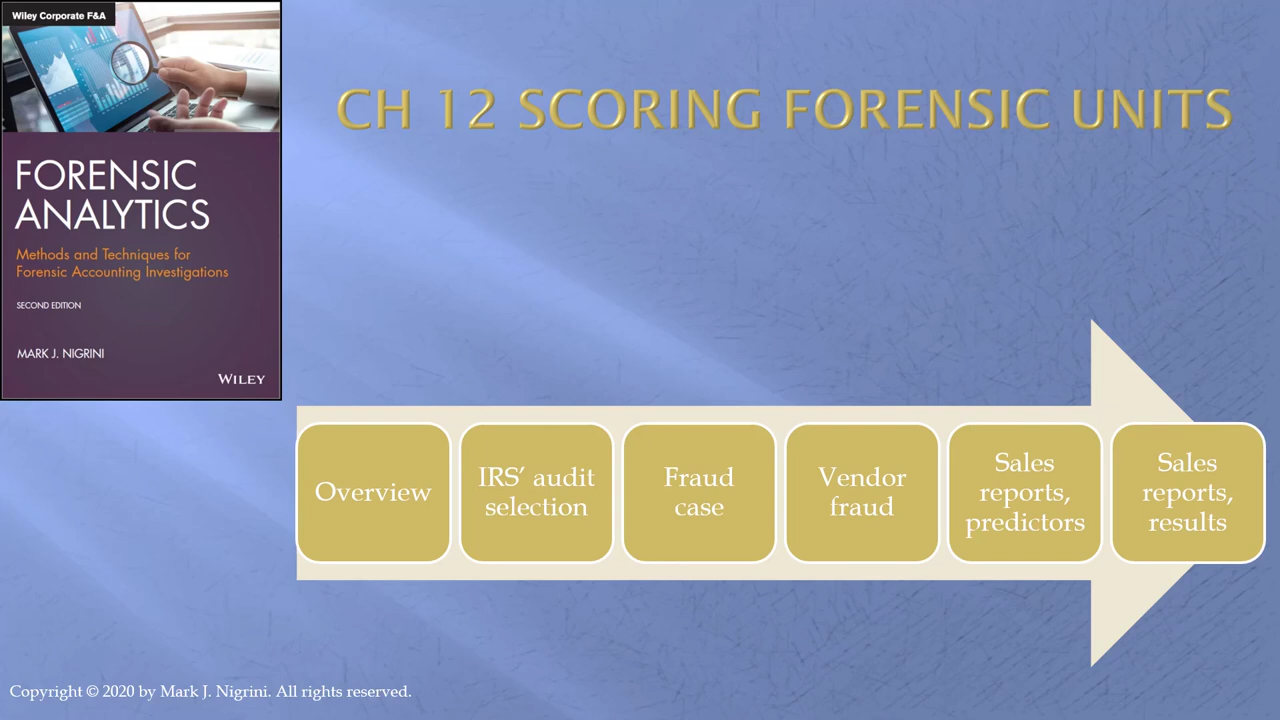 Wiley Corporate F&A
FORENSIC
ANALYTICS
Methods and Techniques for
Forensic Accounting Investigations
SECOND EDITION
MARK J. NIGRINI
WILEY
CH 12 SCORING FORENSIC UNITS
Overview
IRS’ audit
selection
Fraud
case
Vendor
fraud
Sales
reports,
predictors
Sales
reports,
results
Copyright © 2020 by Mark J. Nigrini. All rights reserved.